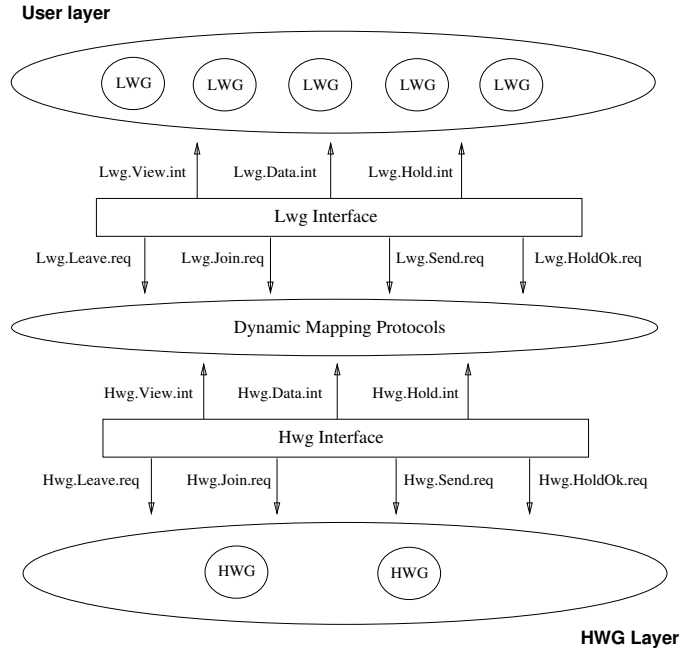 User layer
LWG LWG LWG LWG LWG
Lwg.View.int Lwg.Data.int Lwg.Hold.int
Lwg Interface
Lwg.Leave.req Lwg.Join.req Lwg.Send.req Lwg.HoldOk.req
Dynamic Mapping Protocols
Hwg.View.int Hwg.Data.int Hwg.Hold.int
Hwg Interface
Hwg.Leave.req Hwg.Join.req Hwg.Send.req Hwg.HoldOk.req
HWG HWG
HWG Layer